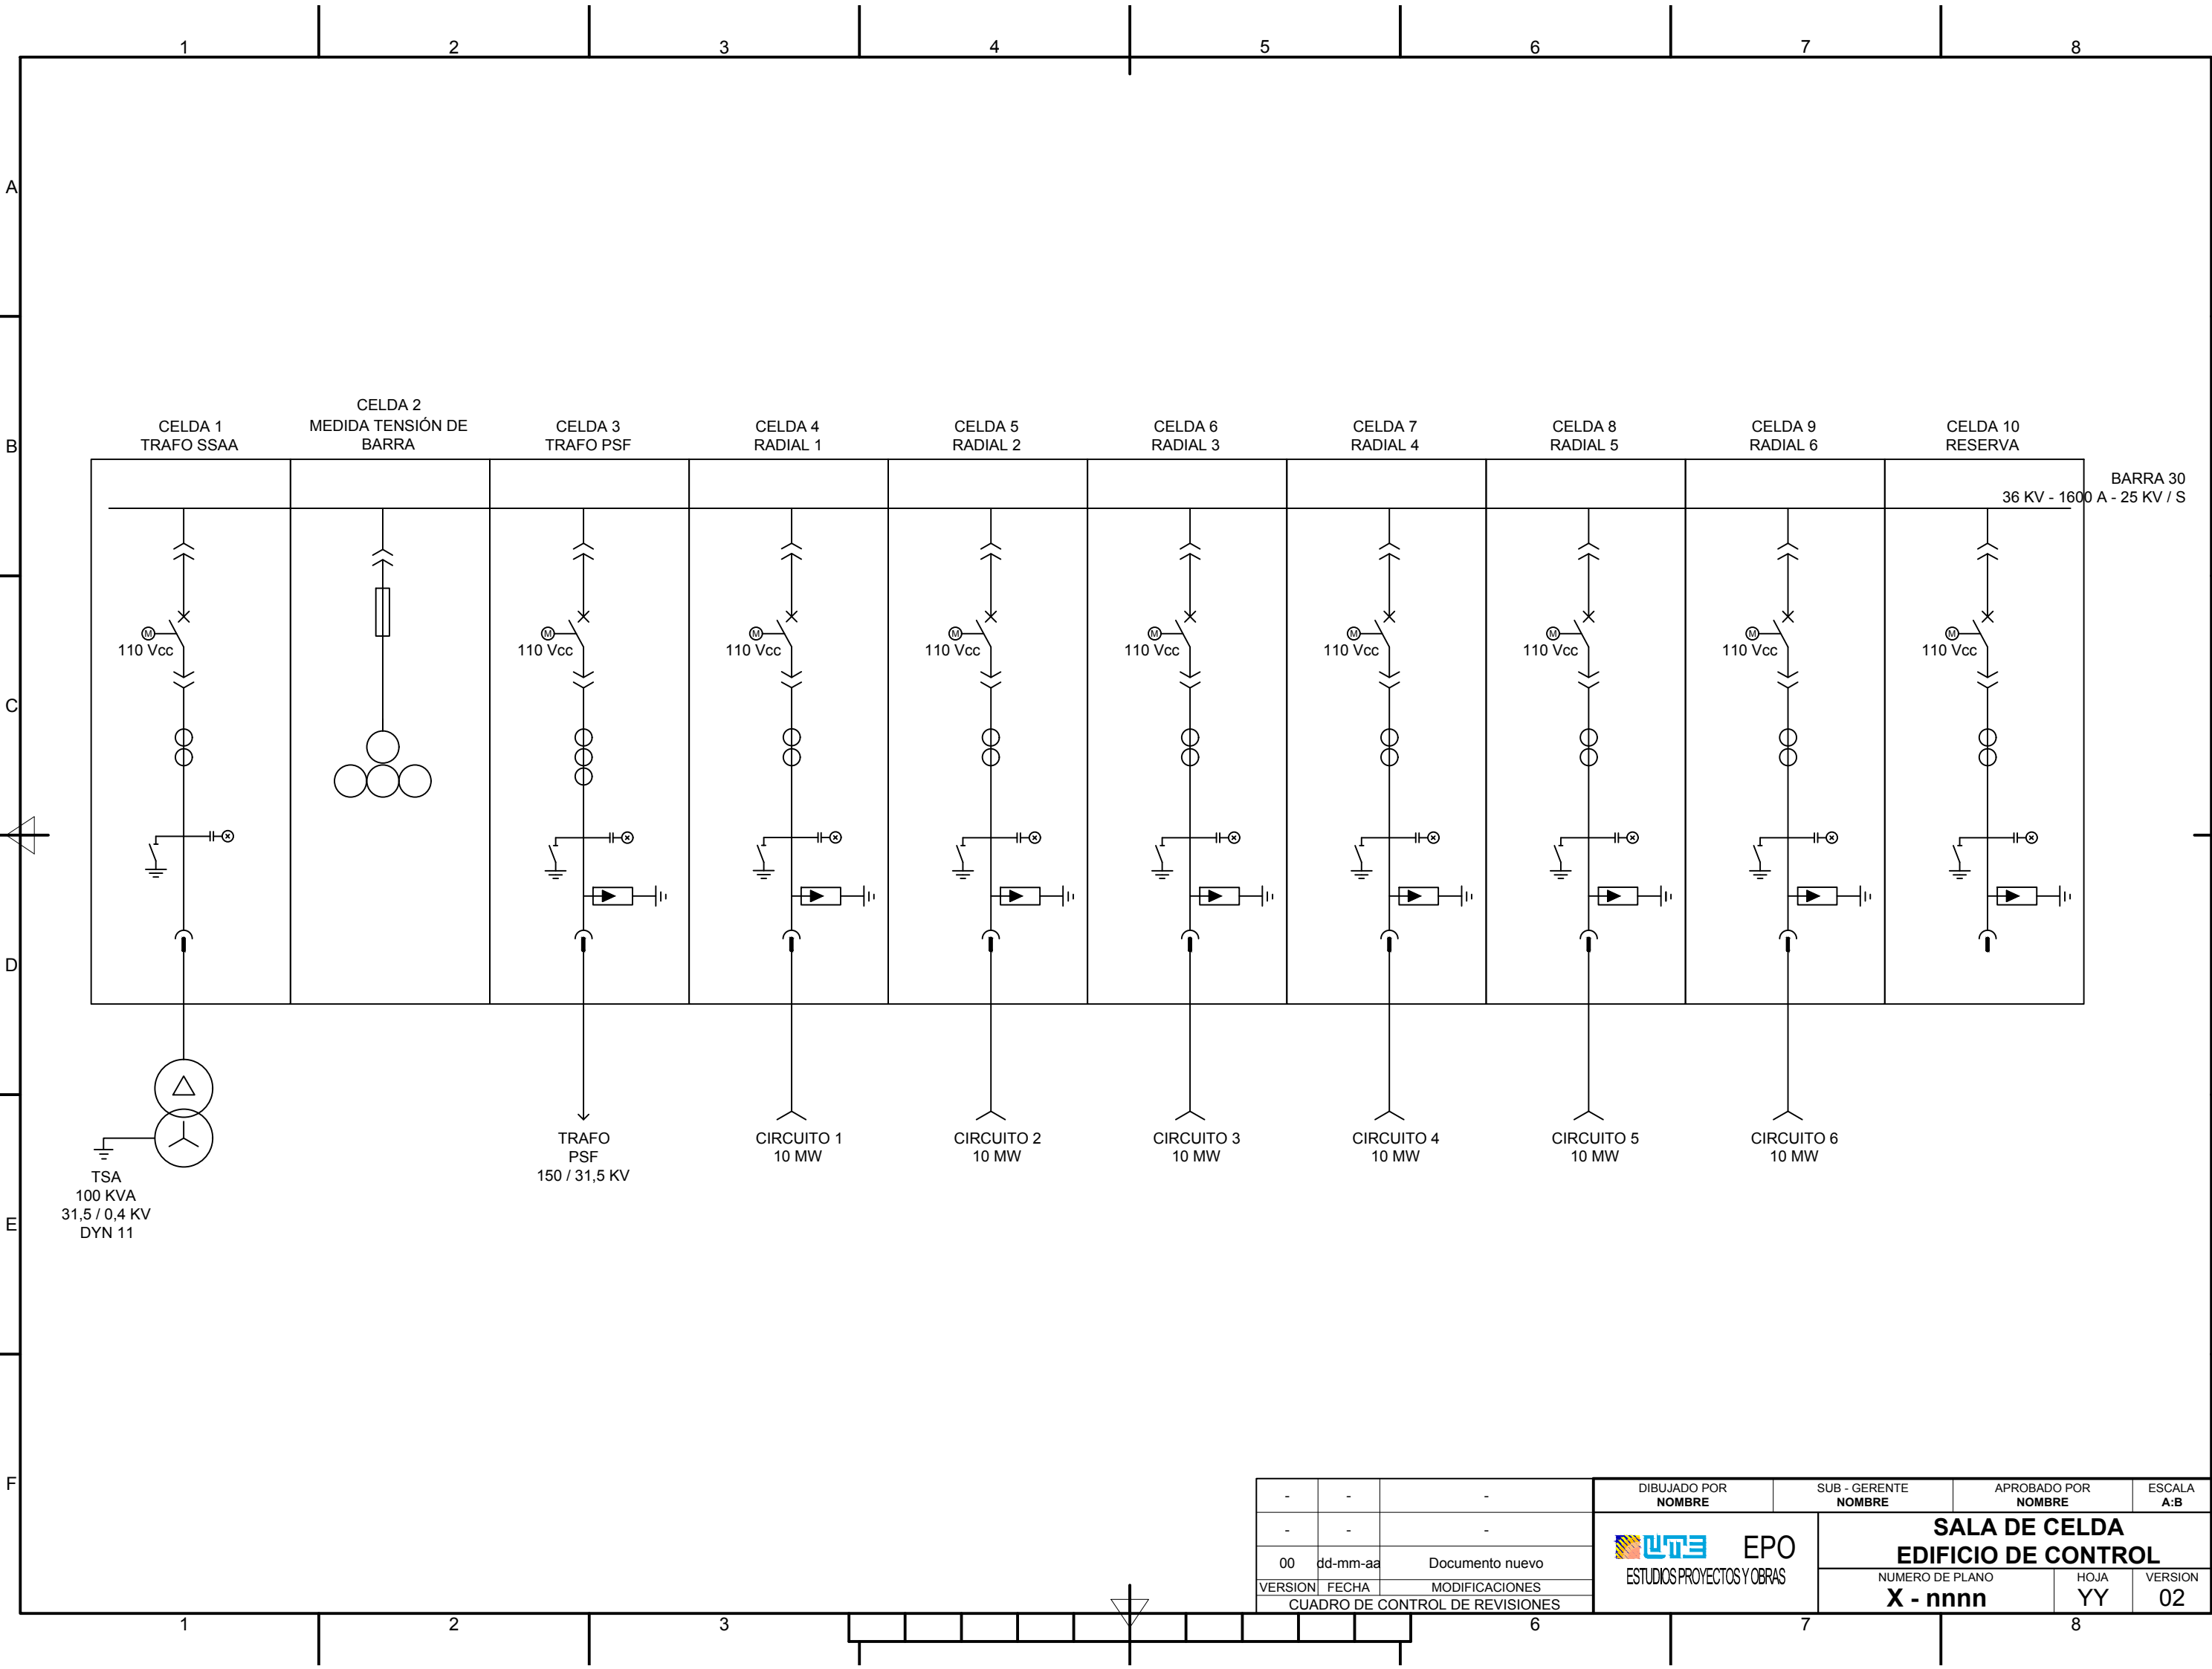 1 2 3 4 5 6 7 8
A
B
C
D
E
F
CELDA 1
TRAFO SSAA
CELDA 2
MEDIDA TENSIÓN DE
BARRA
CELDA 3
TRAFO PSF
CELDA 4
RADIAL 1
CELDA 5
RADIAL 2
CELDA 6
RADIAL 3
CELDA 7
RADIAL 4
CELDA 8
RADIAL 5
CELDA 9
RADIAL 6
CELDA 10
RESERVA
BARRA 30
36 KV - 1600 A - 25 KV / S
M
110 Vcc
M
110 Vcc
M
110 Vcc
M
110 Vcc
M
110 Vcc
M
110 Vcc
M
110 Vcc
M
110 Vcc
M
110 Vcc
TSA
100 KVA
31,5 / 0,4 KV
DYN 11
TRAFO
PSF
150 / 31,5 KV
CIRCUITO 1
10 MW
CIRCUITO 2
10 MW
CIRCUITO 3
10 MW
CIRCUITO 4
10 MW
CIRCUITO 5
10 MW
CIRCUITO 6
10 MW
- - -
- - -
00 dd-mm-aa Documento nuevo
VERSION FECHA MODIFICACIONES
CUADRO DE CONTROL DE REVISIONES
DIBUJADO POR
NOMBRE
SUB - GERENTE
NOMBRE
APROBADO POR
NOMBRE
ESCALA
A:B
UTE EPO
ESTUDIOS PROYECTOS Y OBRAS
SALA DE CELDA
EDIFICIO DE CONTROL
NUMERO DE PLANO
X - nnnn
HOJA
YY
VERSION
02
1 2 3 6 7 8